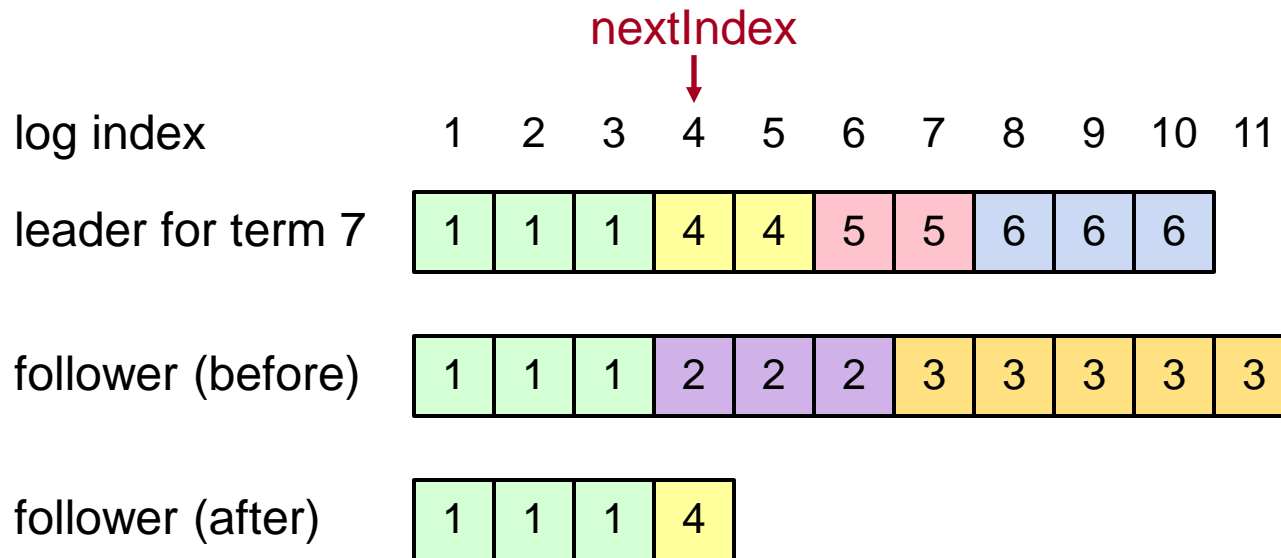 nextIndex
log index 1 2 3 4 5 6 7 8 9 10 11
leader for term 7 1 1 1 4 4 5 5 6 6 6
follower (before) 1 1 1 2 2 2 3 3 3 3 3
follower (after) 1 1 1 4